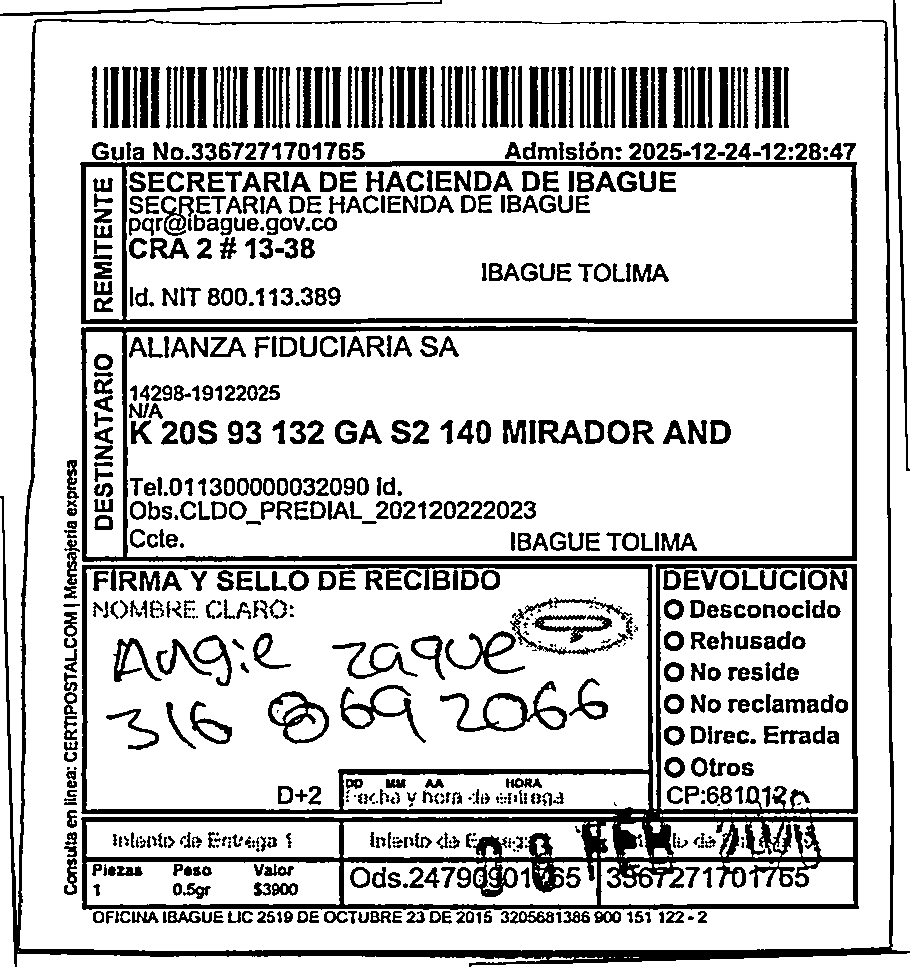 Guia No.3367271701765 Admisión: 2025-12-24-12:28:47
REMITENTE
SECRETARIA DE HACIENDA DE IBAGUE
SECRETARIA DE HACIENDA DE IBAGUE
pqr@ibague.gov.co
CRA 2 # 13-38
IBAGUE TOLIMA
Id. NIT 800.113.389
DESTINATARIO
ALIANZA FIDUCIARIA SA
14298-19122025
N/A
K 20S 93 132 GA S2 140 MIRADOR AND
Tel.011300000032090 Id.
Obs.CLDO_PREDIAL_202120222023
Ccte. IBAGUE TOLIMA
Consulta en linea: CERTIPOSTAL.COM | Mensajeria expresa
FIRMA Y SELLO DE RECIBIDO
NOMBRE CLARO:
Angie zaque
316 869 2066
D+2
DD MM AA HORA
Fecha y hora de entrega
DEVOLUCION
Desconocido
Rehusado
No reside
No reclamado
Direc. Errada
Otros
CP:681012
Intento de Entrega 1
Intento de
FEB
Piezas Peso Valor
1 0.5gr $3900
Ods.24790901765
3367271701765
OFICINA IBAGUE LIC 2519 DE OCTUBRE 23 DE 2015 3205681386 900 151 122 - 2